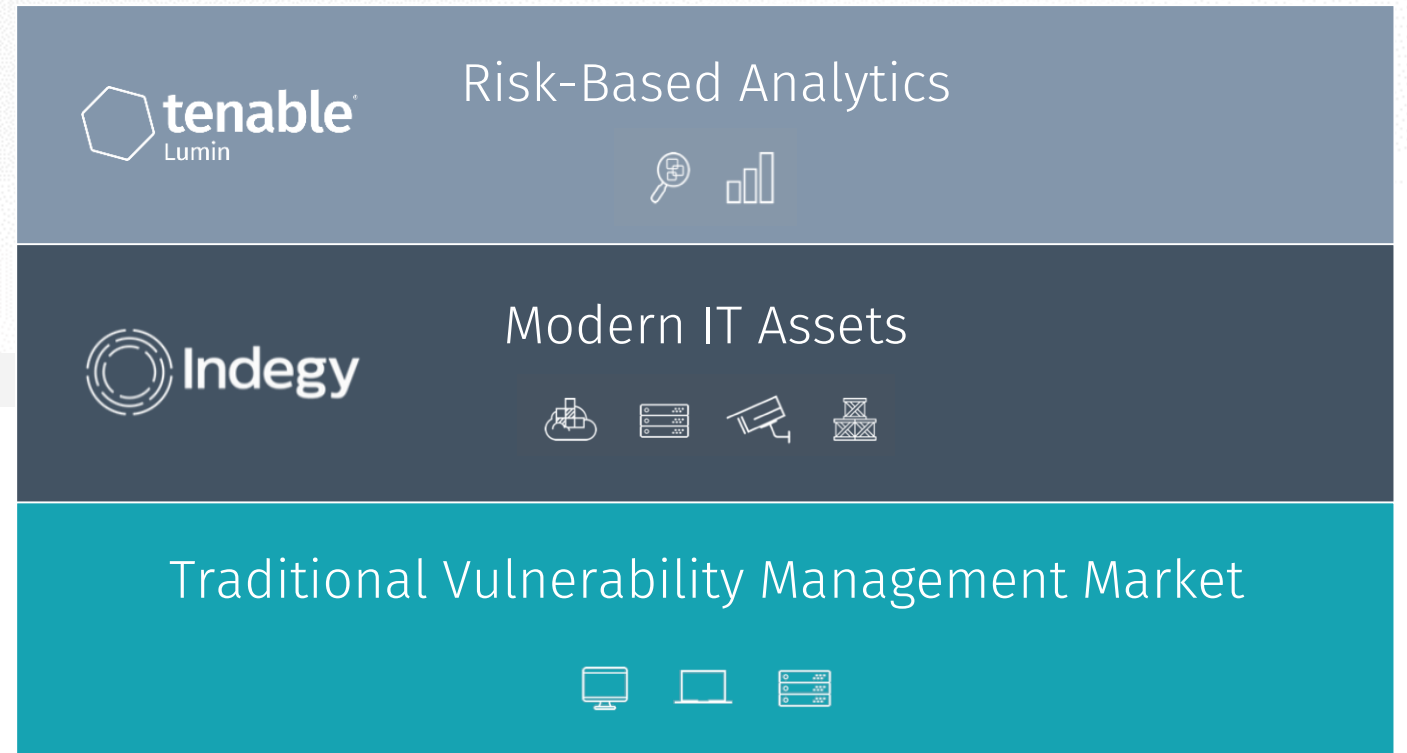 Risk-Based Analytics
tenable®
Lumin
Modern IT Assets
Indegy
Traditional Vulnerability Management Market